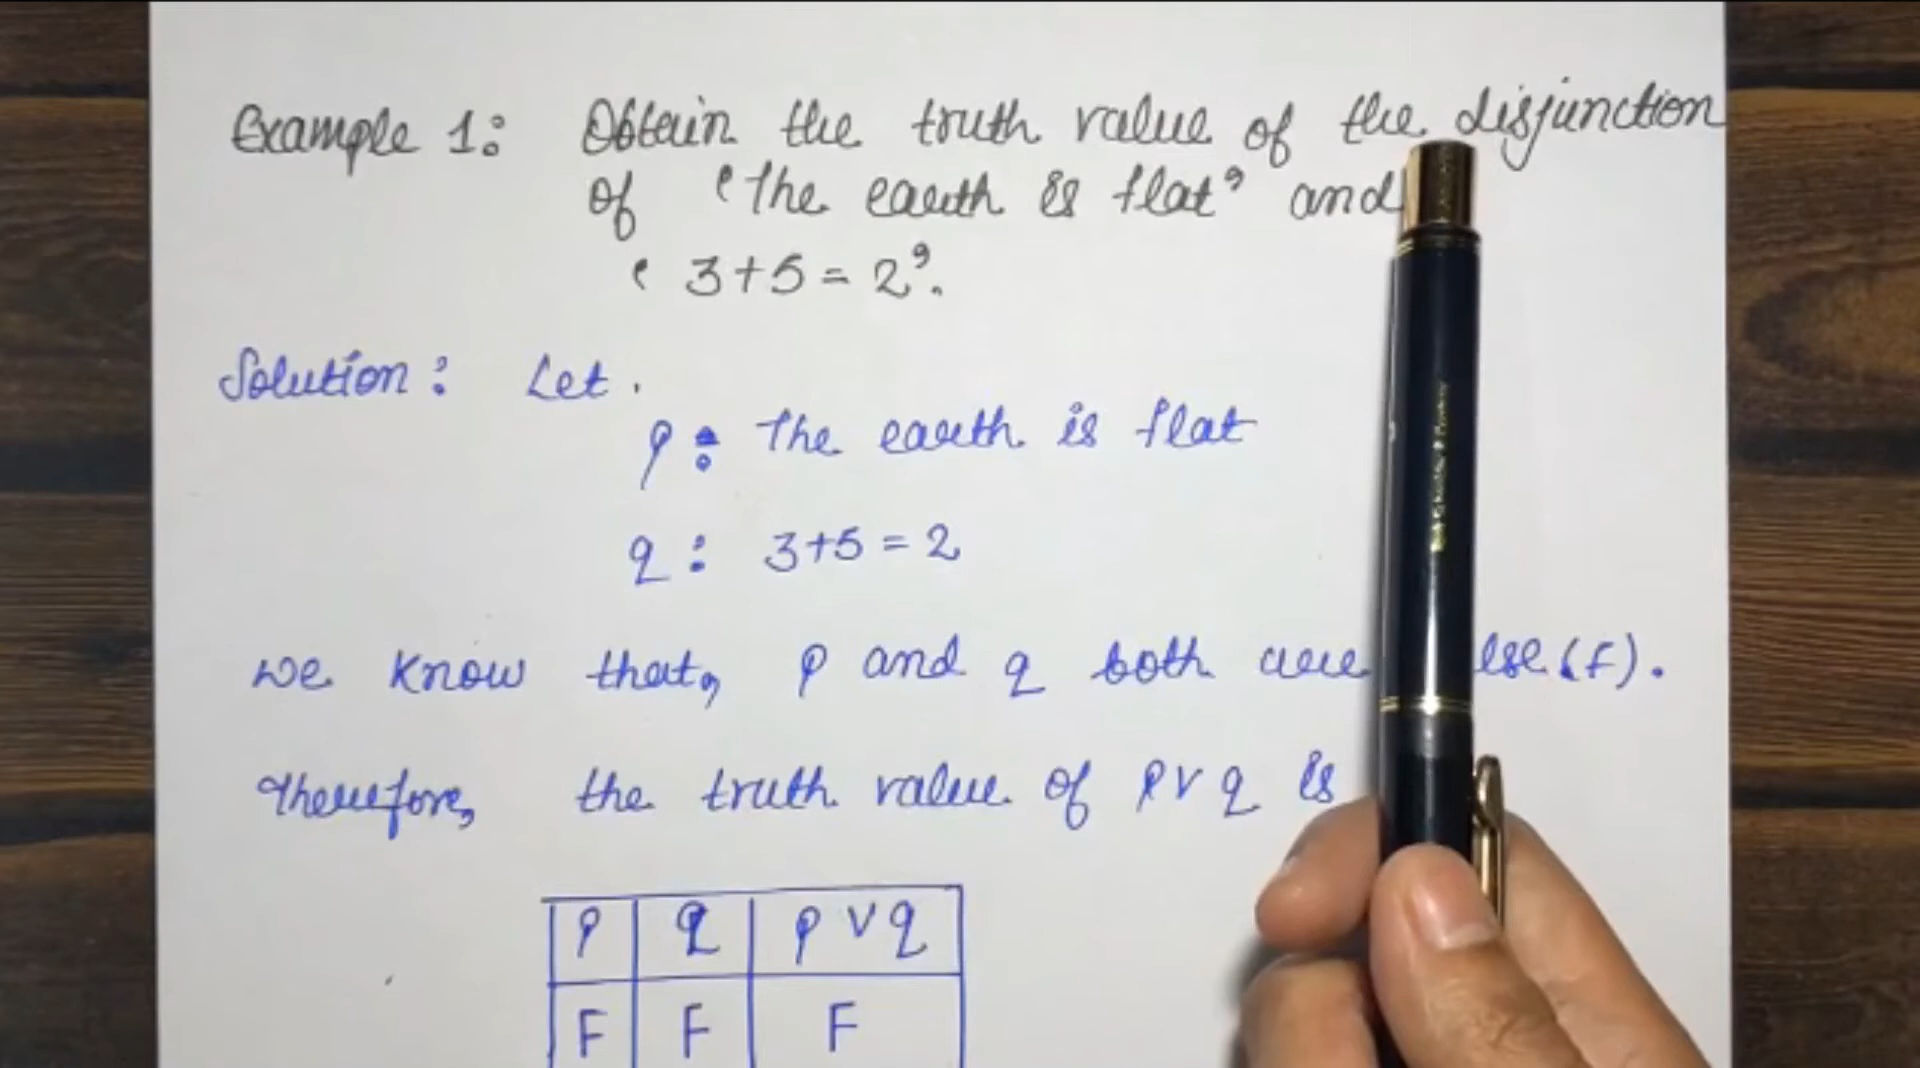 Example 1: Obtain the truth value of the disjunction
of 'The earth is flat' and
'3+5=2'.
Solution: Let.
p: The earth is flat
q: 3+5=2
we know that, p and q both are lse(f).
Therefore, the truth value of p∨q is
p q p∨q
F F F